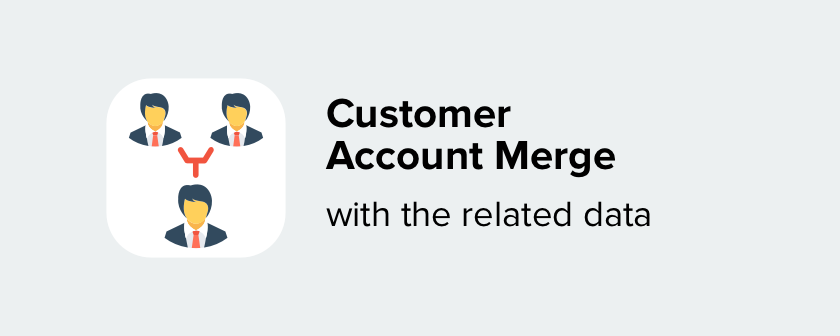 Customer
Account Merge
with the related data